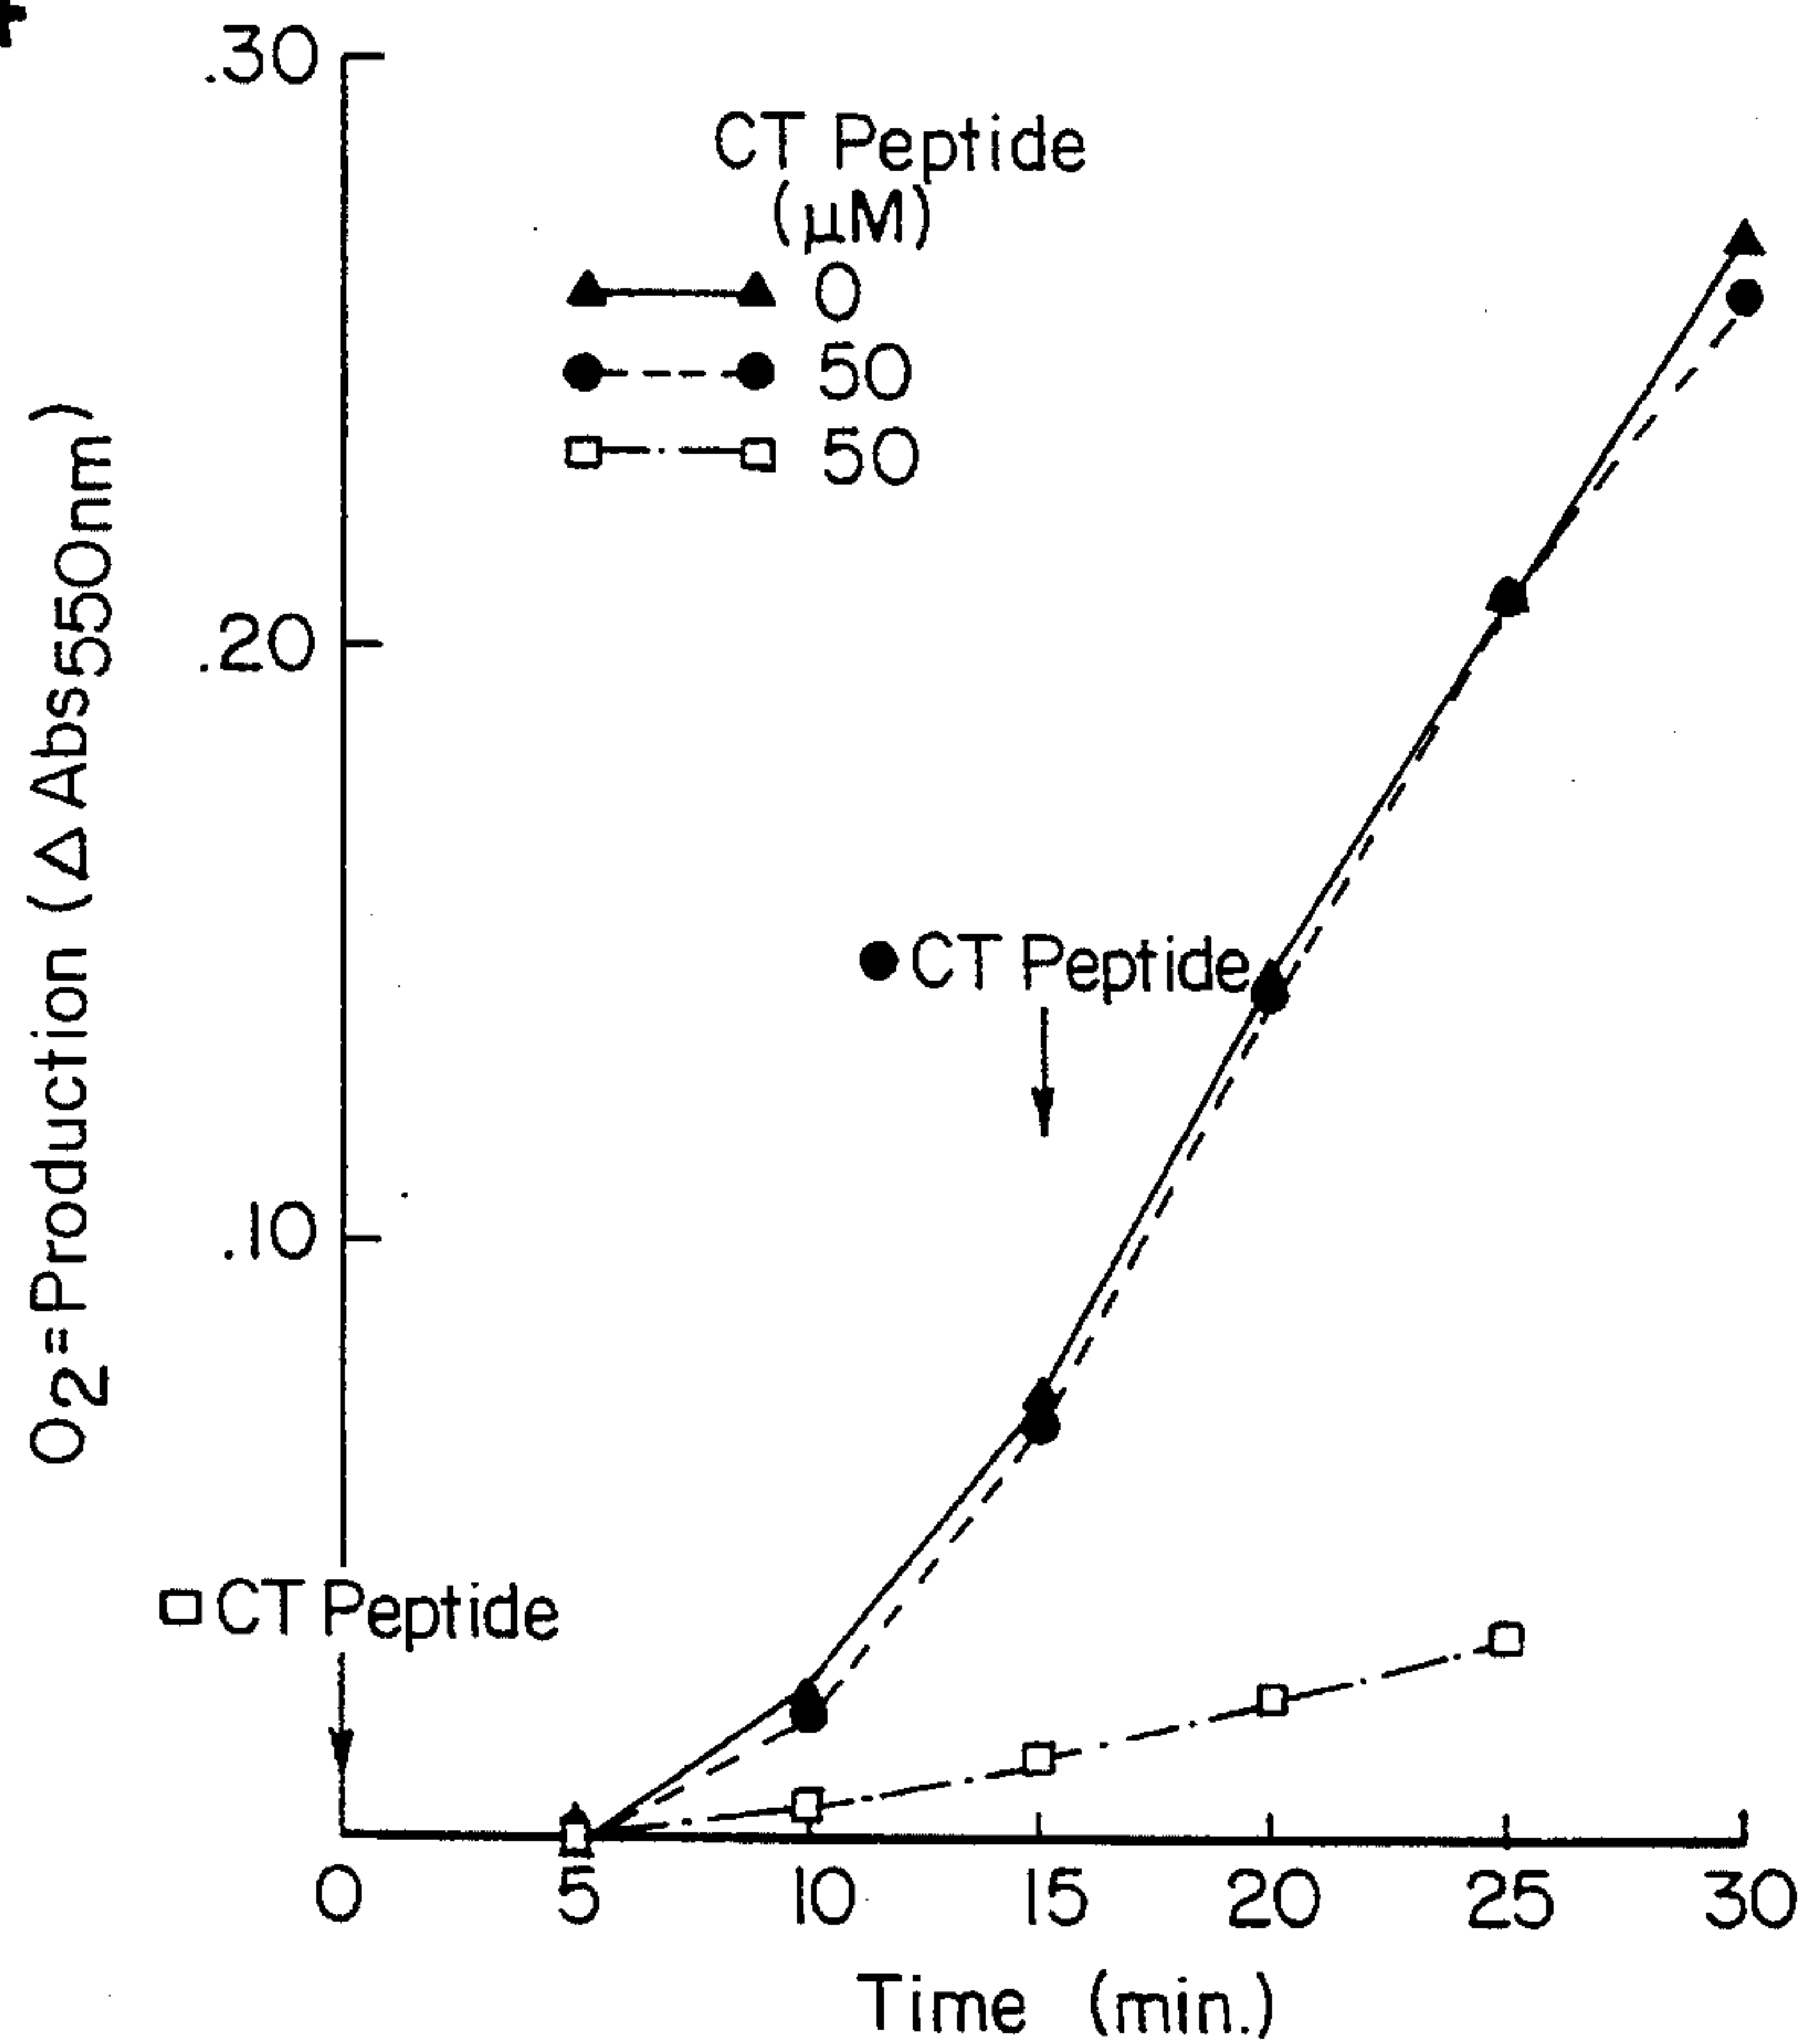 .30
CT Peptide
(μM)
0
50
50
O2=Production (Δ Abs550nm)
.20
CT Peptide
.10
CT Peptide
0 5 10 15 20 25 30
Time (min.)